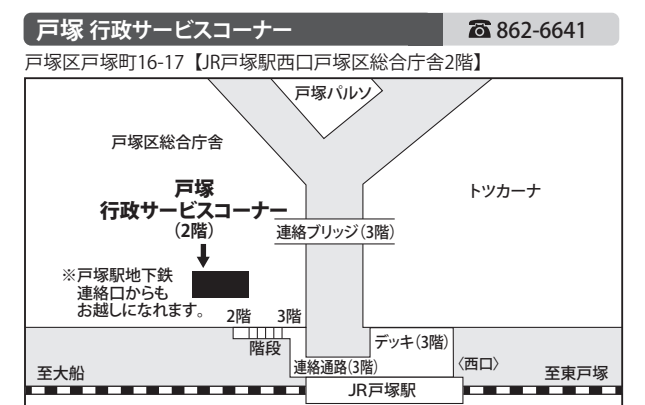 戸塚 行政サービスコーナー
☎ 862-6641
戸塚区戸塚町16-17【JR戸塚駅西口戸塚区総合庁舎2階】
戸塚パルソ
戸塚区総合庁舎
戸塚
行政サービスコーナー
（2階）
トツカーナ
連絡ブリッジ（3階）
※戸塚駅地下鉄
連絡口からも
お越しになれます。
2階
3階
階段
デッキ（3階）
連絡通路（3階）
〈西口〉
至大船
至東戸塚
JR戸塚駅